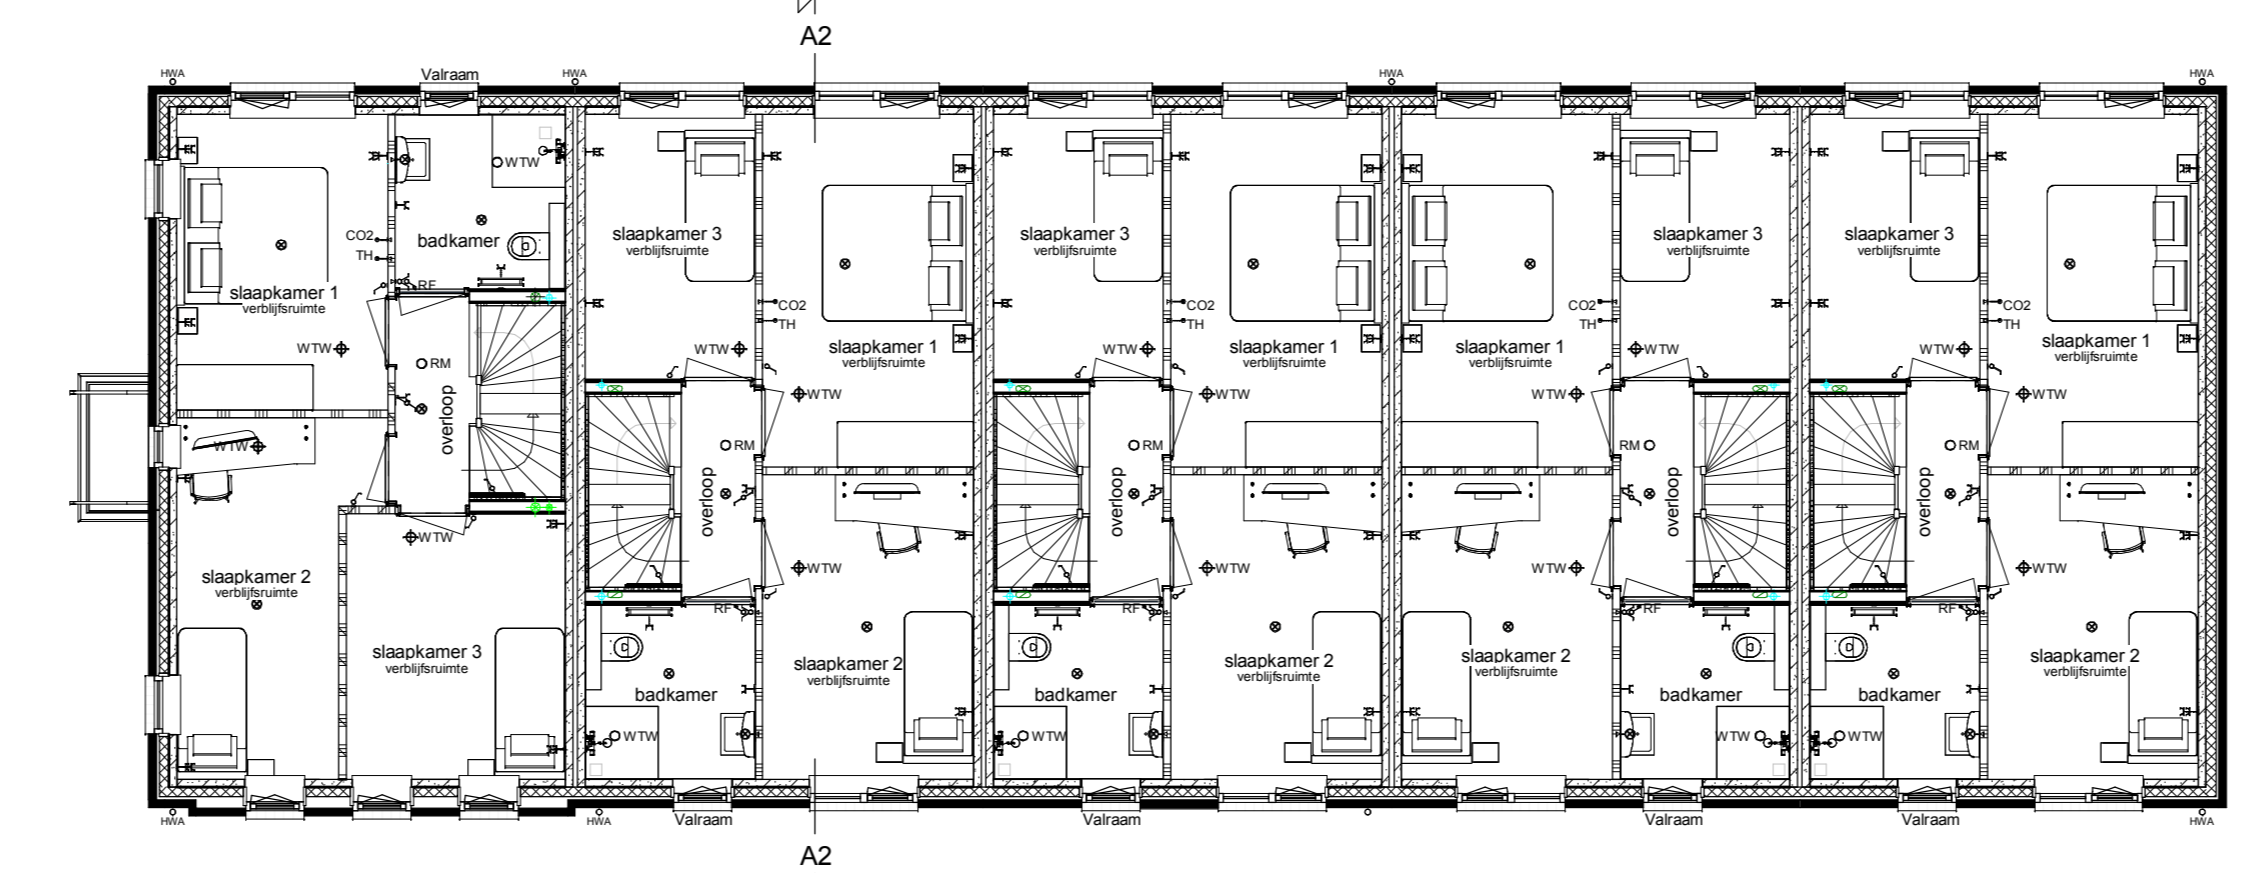 A2
HWA
Valraam
HWA
HWA
HWA
WTW
CO2
TH
badkamer
RF
slaapkamer 1
verblijfsruimte
WTW
RM
overloop
WTW
slaapkamer 2
verblijfsruimte
WTW
slaapkamer 3
verblijfsruimte
slaapkamer 3
verblijfsruimte
CO2
TH
WTW
slaapkamer 1
verblijfsruimte
WTW
RM
overloop
WTW
RF
slaapkamer 2
verblijfsruimte
badkamer
WTW
slaapkamer 3
verblijfsruimte
CO2
TH
WTW
slaapkamer 1
verblijfsruimte
WTW
RM
overloop
WTW
RF
slaapkamer 2
verblijfsruimte
badkamer
WTW
slaapkamer 3
verblijfsruimte
CO2
TH
slaapkamer 1
verblijfsruimte
WTW
WTW
RM
overloop
WTW
RF
slaapkamer 2
verblijfsruimte
badkamer
WTW
slaapkamer 3
verblijfsruimte
CO2
TH
WTW
slaapkamer 1
verblijfsruimte
WTW
RM
overloop
WTW
RF
slaapkamer 2
verblijfsruimte
badkamer
WTW
HWA
HWA
Valraam
Valraam
Valraam
Valraam
HWA
A2